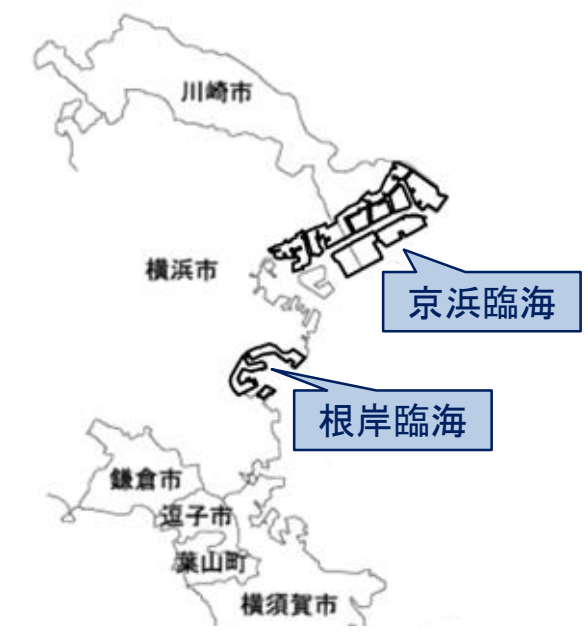 川崎市
横浜市
京浜臨海
根岸臨海
鎌倉市
逗子市
葉山町
横須賀市